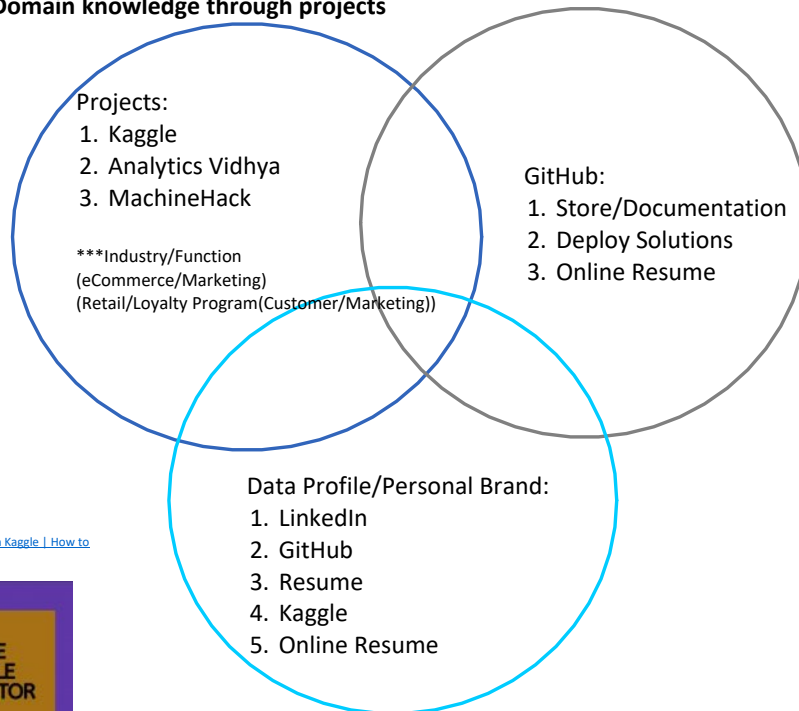 Domain knowledge through projects
Projects:
1. Kaggle
2. Analytics Vidhya
3. MachineHack
***Industry/Function
(eCommerce/Marketing)
(Retail/Loyalty Program(Customer/Marketing))
GitHub:
1. Store/Documentation
2. Deploy Solutions
3. Online Resume
Data Profile/Personal Brand:
1. LinkedIn
2. GitHub
3. Resume
4. Kaggle
5. Online Resume
Kaggle | How to